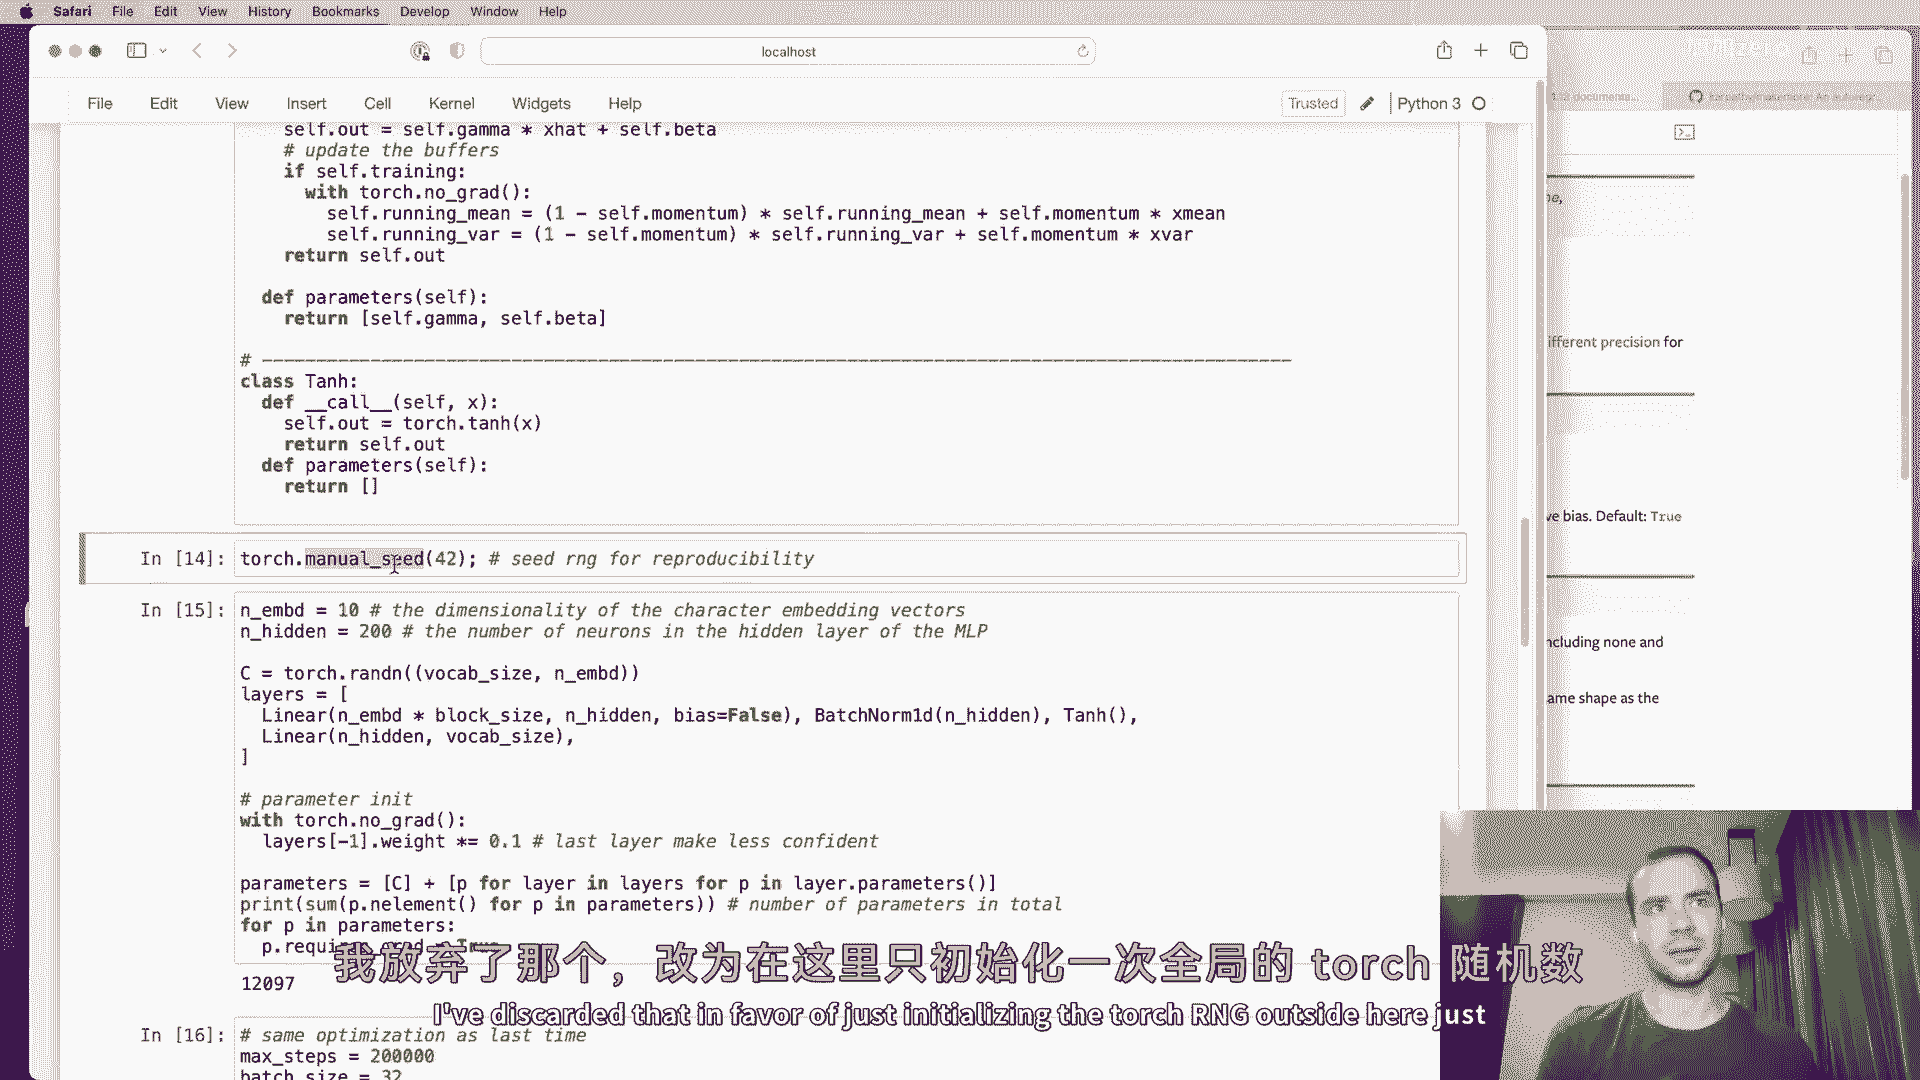 Safari File Edit View History Bookmarks Develop Window Help
localhost
File Edit View Insert Cell Kernel Widgets Help
Trusted Python 3
self.out = self.gamma * xhat + self.beta
# update the buffers
if self.training:
with torch.no_grad():
self.running_mean = (1 - self.momentum) * self.running_mean + self.momentum * xmean
self.running_var = (1 - self.momentum) * self.running_var + self.momentum * xvar
return self.out
def parameters(self):
return [self.gamma, self.beta]
# -----------------------------------------------------------------------------------------------
class Tanh:
def __call__(self, x):
self.out = torch.tanh(x)
return self.out
def parameters(self):
return []
In [14]: torch.manual_seed(42); # seed rng for reproducibility
In [15]: n_embd = 10 # the dimensionality of the character embedding vectors
n_hidden = 200 # the number of neurons in the hidden layer of the MLP
C = torch.randn((vocab_size, n_embd))
layers = [
Linear(n_embd * block_size, n_hidden, bias=False), BatchNorm1d(n_hidden), Tanh(),
Linear(n_hidden, vocab_size),
]
# parameter init
with torch.no_grad():
layers[-1].weight *= 0.1 # last layer make less confident
parameters = [C] + [p for layer in layers for p in layer.parameters()]
print(sum(p.nelement() for p in parameters)) # number of parameters in total
for p in parameters:
12097
In [16]: # same optimization as last time
max_steps = 200000
batch_size = 32
ifferent precision for
ve bias. Default: True
ncluding none and
ame shape as the
我放弃了那个，改为在这里只初始化一次全局的 torch 随机数
I've discarded that in favor of just initializing the torch RNG outside here just